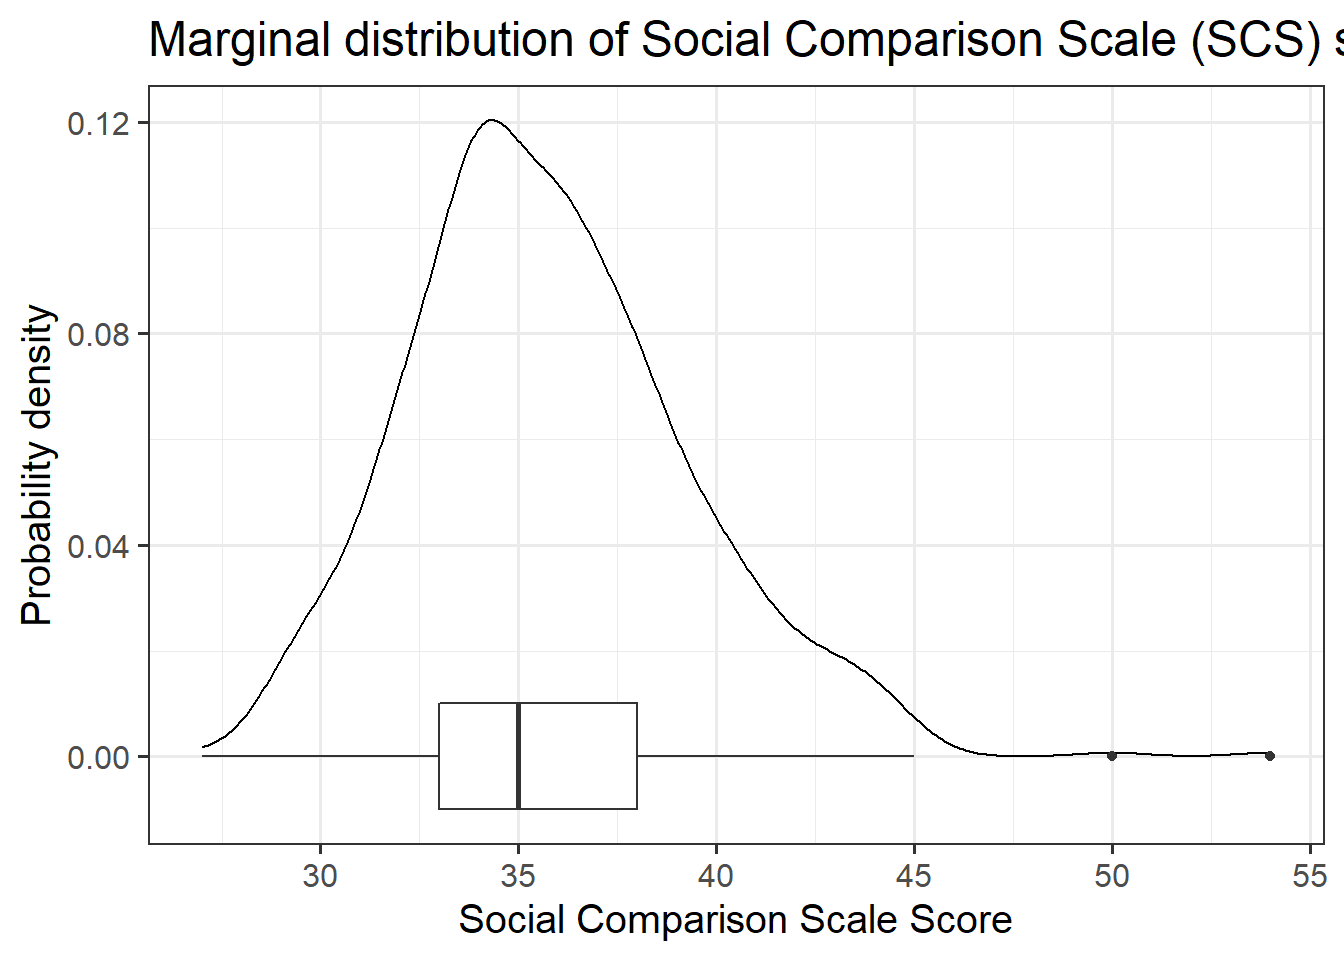 Marginal distribution of Social Comparison Scale (SCS)
0.12
0.08
0.04
0.00
Probability density
30 35 40 45 50 55
Social Comparison Scale Score